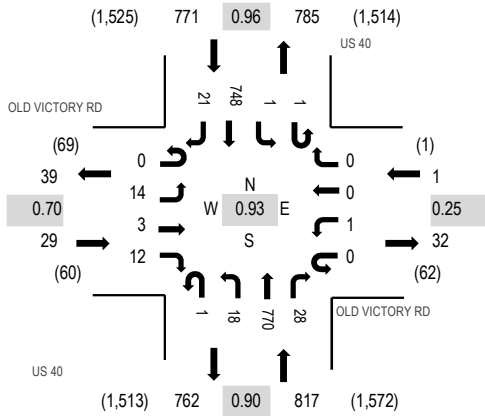 (1,525) 771 0.96 785 (1,514)
US 40
OLD VICTORY RD
21 748 1 1
(69) (1)
39 0 0 1
14 N 0
0.70 W 0.93 E 0.25
3 1
29 S 32
12 0
(60) (62)
1 18 770 28
OLD VICTORY RD
US 40
(1,513) 762 0.90 817 (1,572)